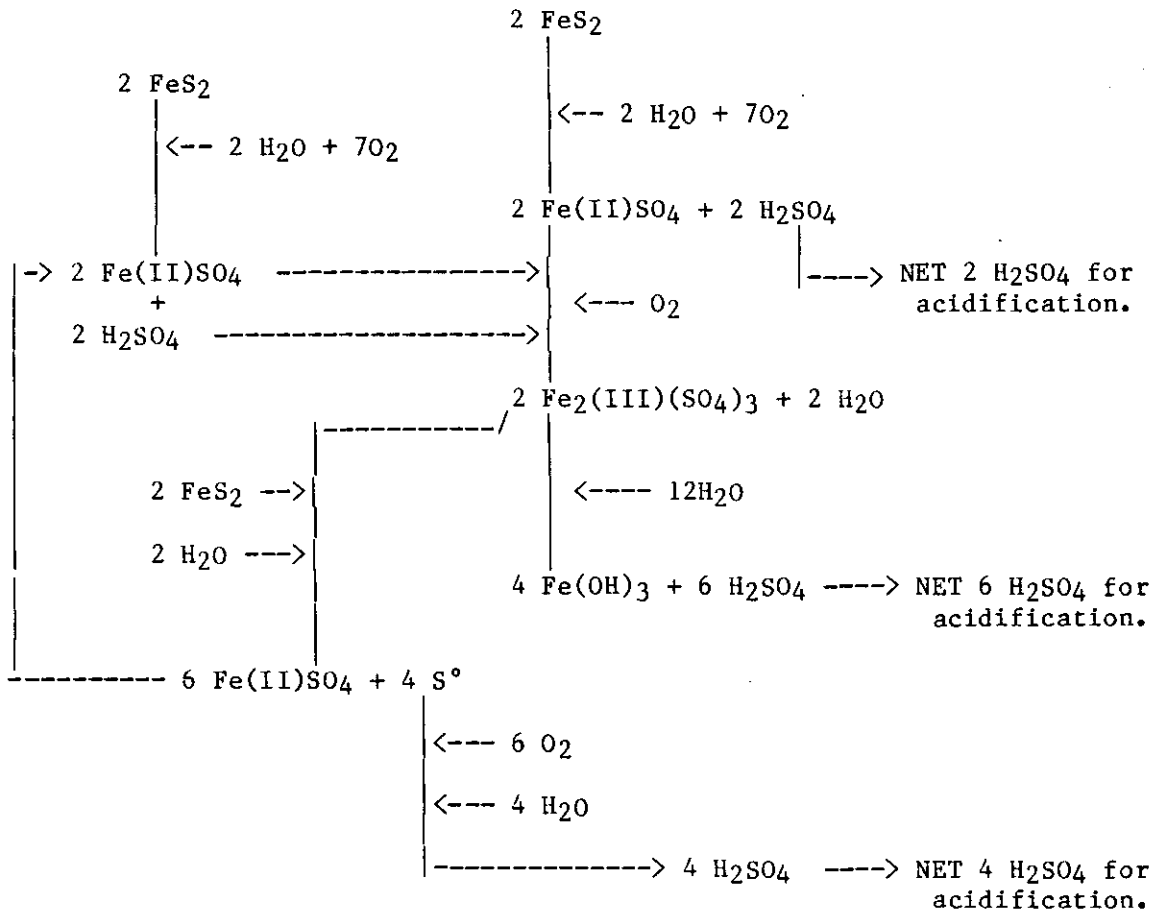 2 FeS2
2 FeS2
<-- 2 H2O + 7O2
<-- 2 H2O + 7O2
2 Fe(II)SO4 + 2 H2SO4
-> 2 Fe(II)SO4 ---------------->
----> NET 2 H2SO4 for
acidification.
+
<--- O2
2 H2SO4 -------------------->
2 Fe2(III)(SO4)3 + 2 H2O
-----------/
2 FeS2 -->
<---- 12H2O
2 H2O --->
4 Fe(OH)3 + 6 H2SO4 ----> NET 6 H2SO4 for
acidification.
---------- 6 Fe(II)SO4 + 4 S°
<--- 6 O2
<--- 4 H2O
--------------> 4 H2SO4 ----> NET 4 H2SO4 for
acidification.